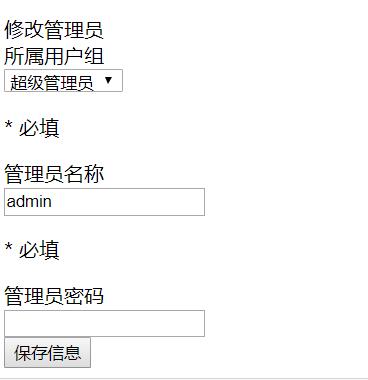 修改管理员
所属用户组
超级管理员
* 必填
管理员名称
admin
* 必填
管理员密码
保存信息